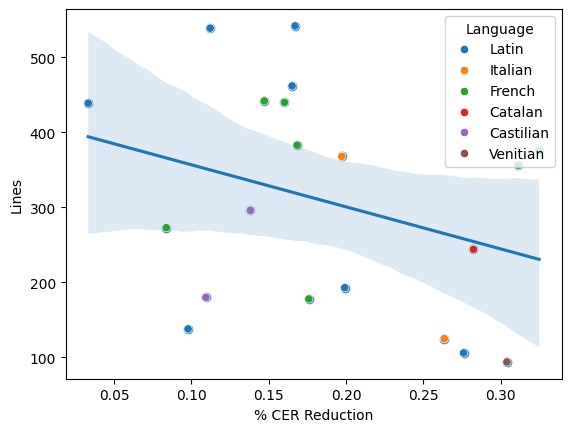 Language
Latin
Italian
French
Catalan
Castilian
Venitian
500
400
300
200
100
Lines
0.05 0.10 0.15 0.20 0.25 0.30
% CER Reduction